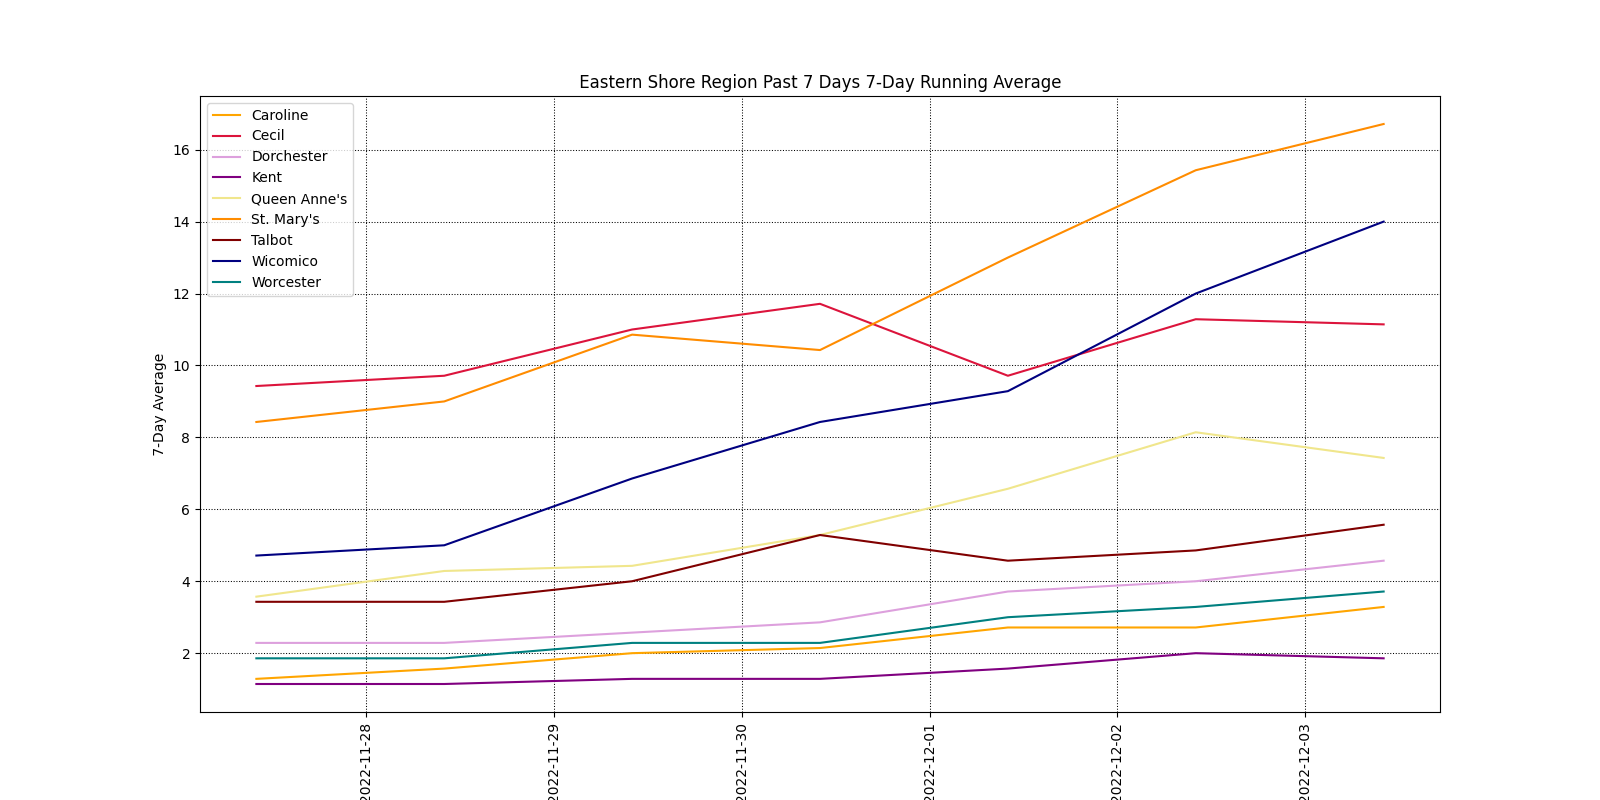 Eastern Shore Region Past 7 Days 7-Day Running Average
Caroline
Cecil
Dorchester
Kent
Queen Anne's
St. Mary's
Talbot
Wicomico
Worcester
16
14
12
10
8
6
4
2
7-Day Average
2022-11-28
2022-11-29
2022-11-30
2022-12-01
2022-12-02
2022-12-03